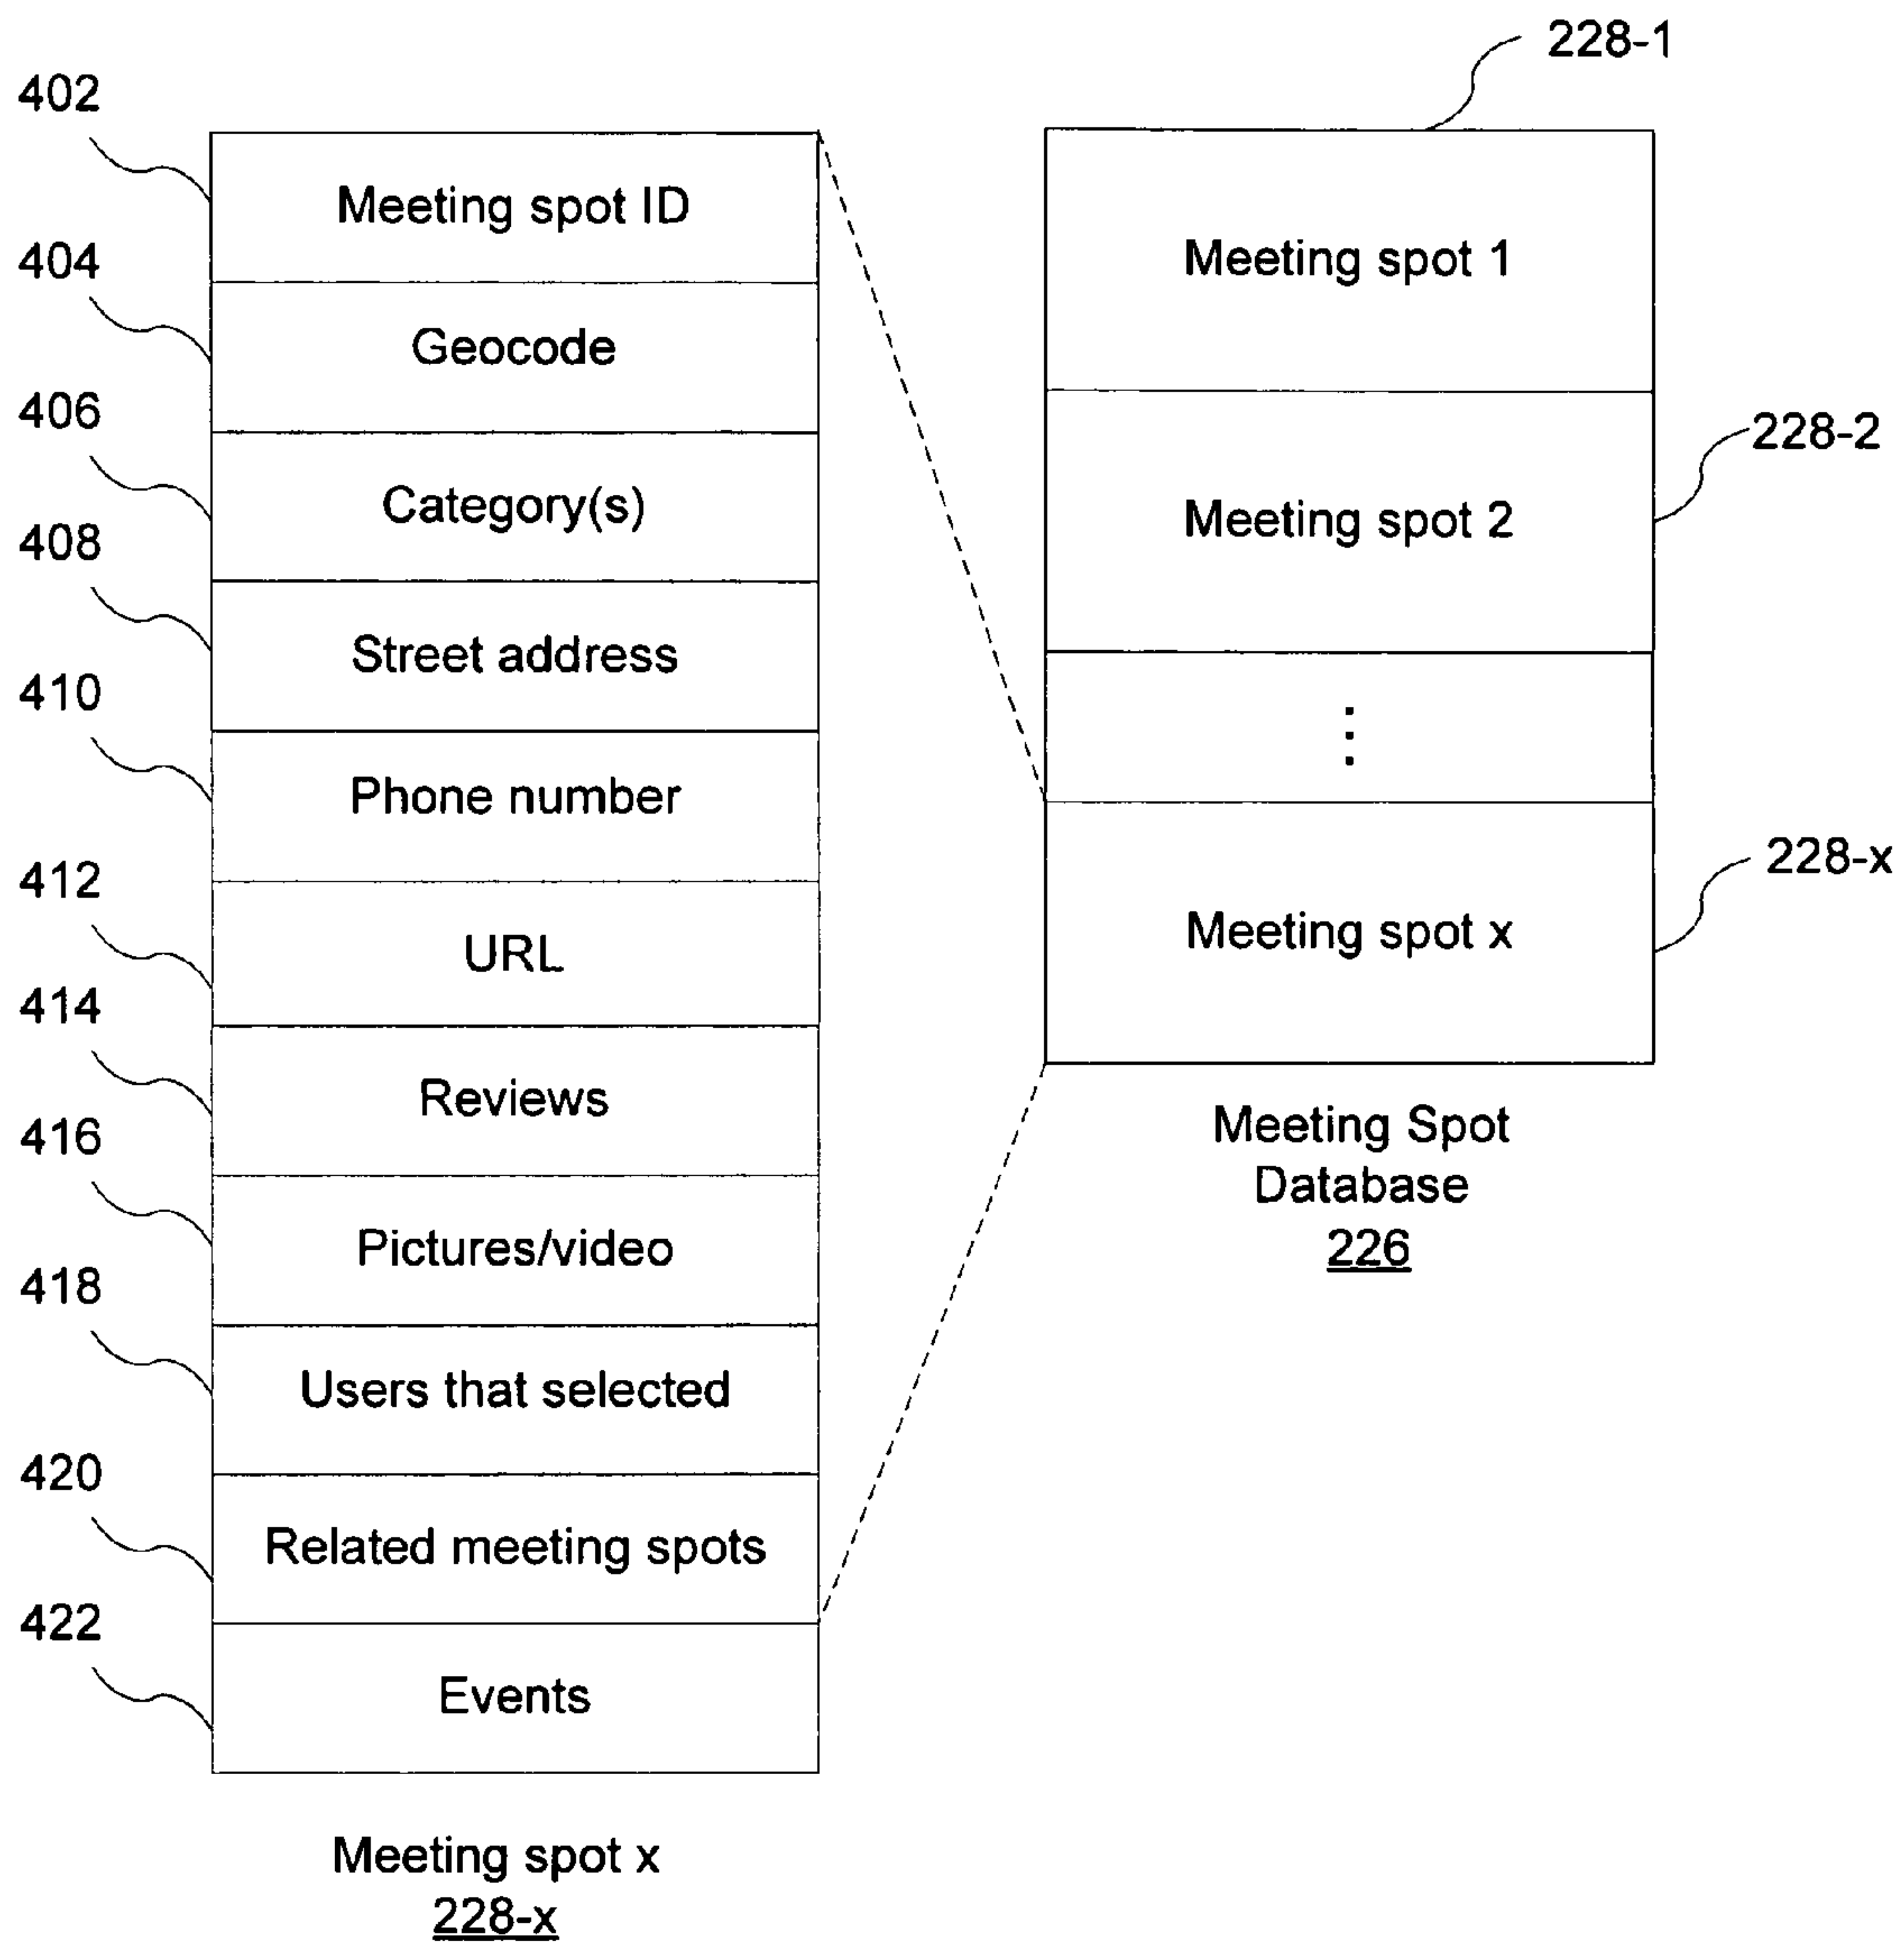 402
Meeting spot ID
404
Geocode
406
Category(s)
408
Street address
410
Phone number
412
URL
414
Reviews
416
Pictures/video
418
Users that selected
420
Related meeting spots
422
Events
Meeting spot x
228-x
228-1
Meeting spot 1
228-2
Meeting spot 2
⋮
228-x
Meeting spot x
Meeting Spot
Database
226